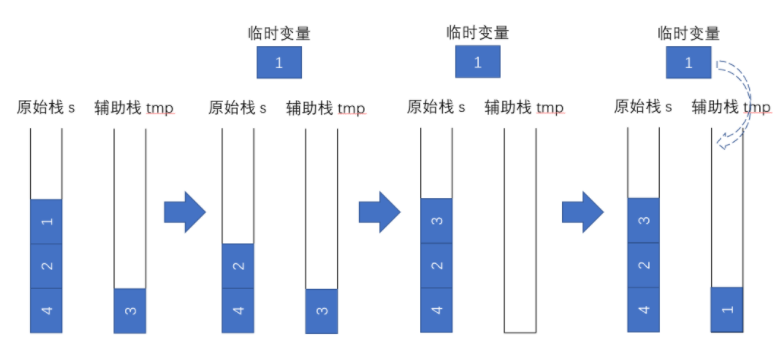 临时变量 临时变量 临时变量
1 1 1
原始栈 s 辅助栈 tmp 原始栈 s 辅助栈 tmp 原始栈 s 辅助栈 tmp 原始栈 s 辅助栈 tmp
1 3 3
2 2 2 2
4 3 4 3 4 4 1